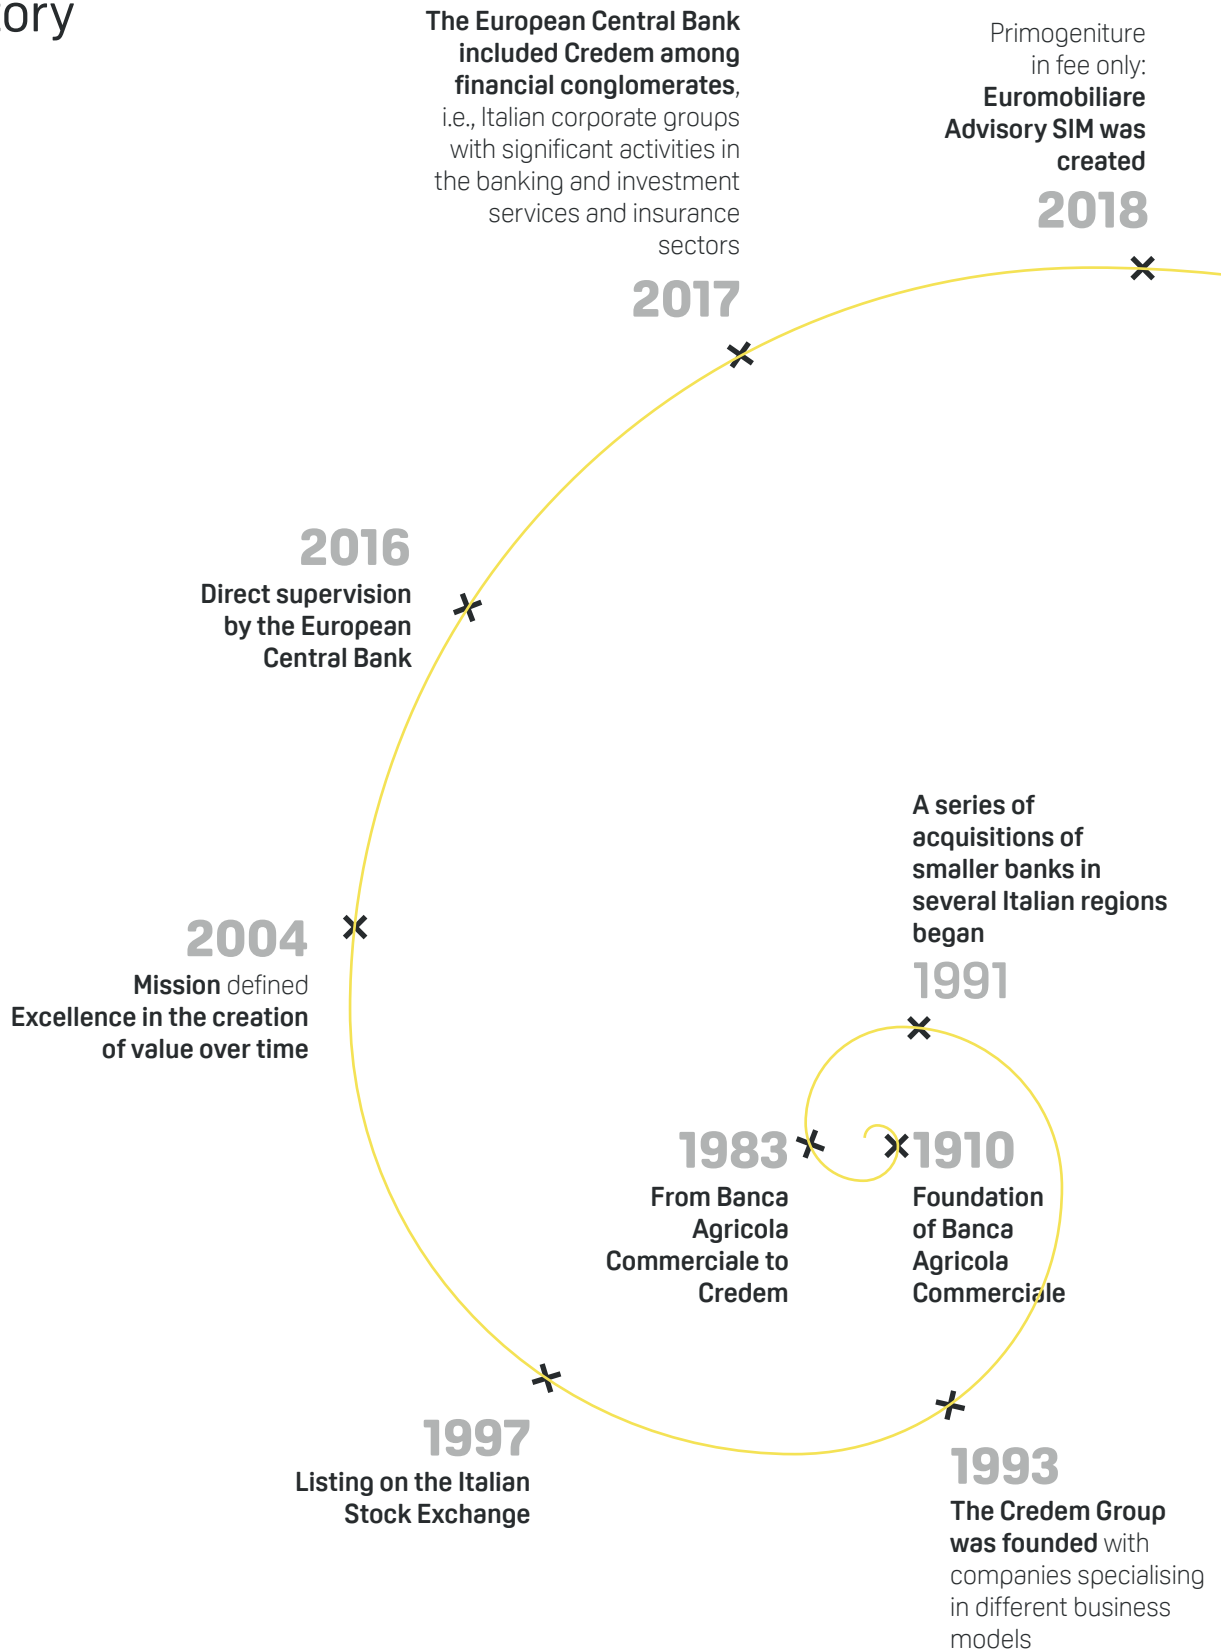 tory
The European Central Bank
included Credem among
financial conglomerates,
i.e., Italian corporate groups
with significant activities in
the banking and investment
services and insurance
sectors
2017
Primogeniture
in fee only:
Euromobiliare
Advisory SIM was
created
2018
2016
Direct supervision
by the European
Central Bank
A series of
acquisitions of
smaller banks in
several Italian regions
began
1991
2004
Mission defined
Excellence in the creation
of value over time
1983
From Banca
Agricola
Commerciale to
Credem
1910
Foundation
of Banca
Agricola
Commerciale
1997
Listing on the Italian
Stock Exchange
1993
The Credem Group
was founded with
companies specialising
in different business
models